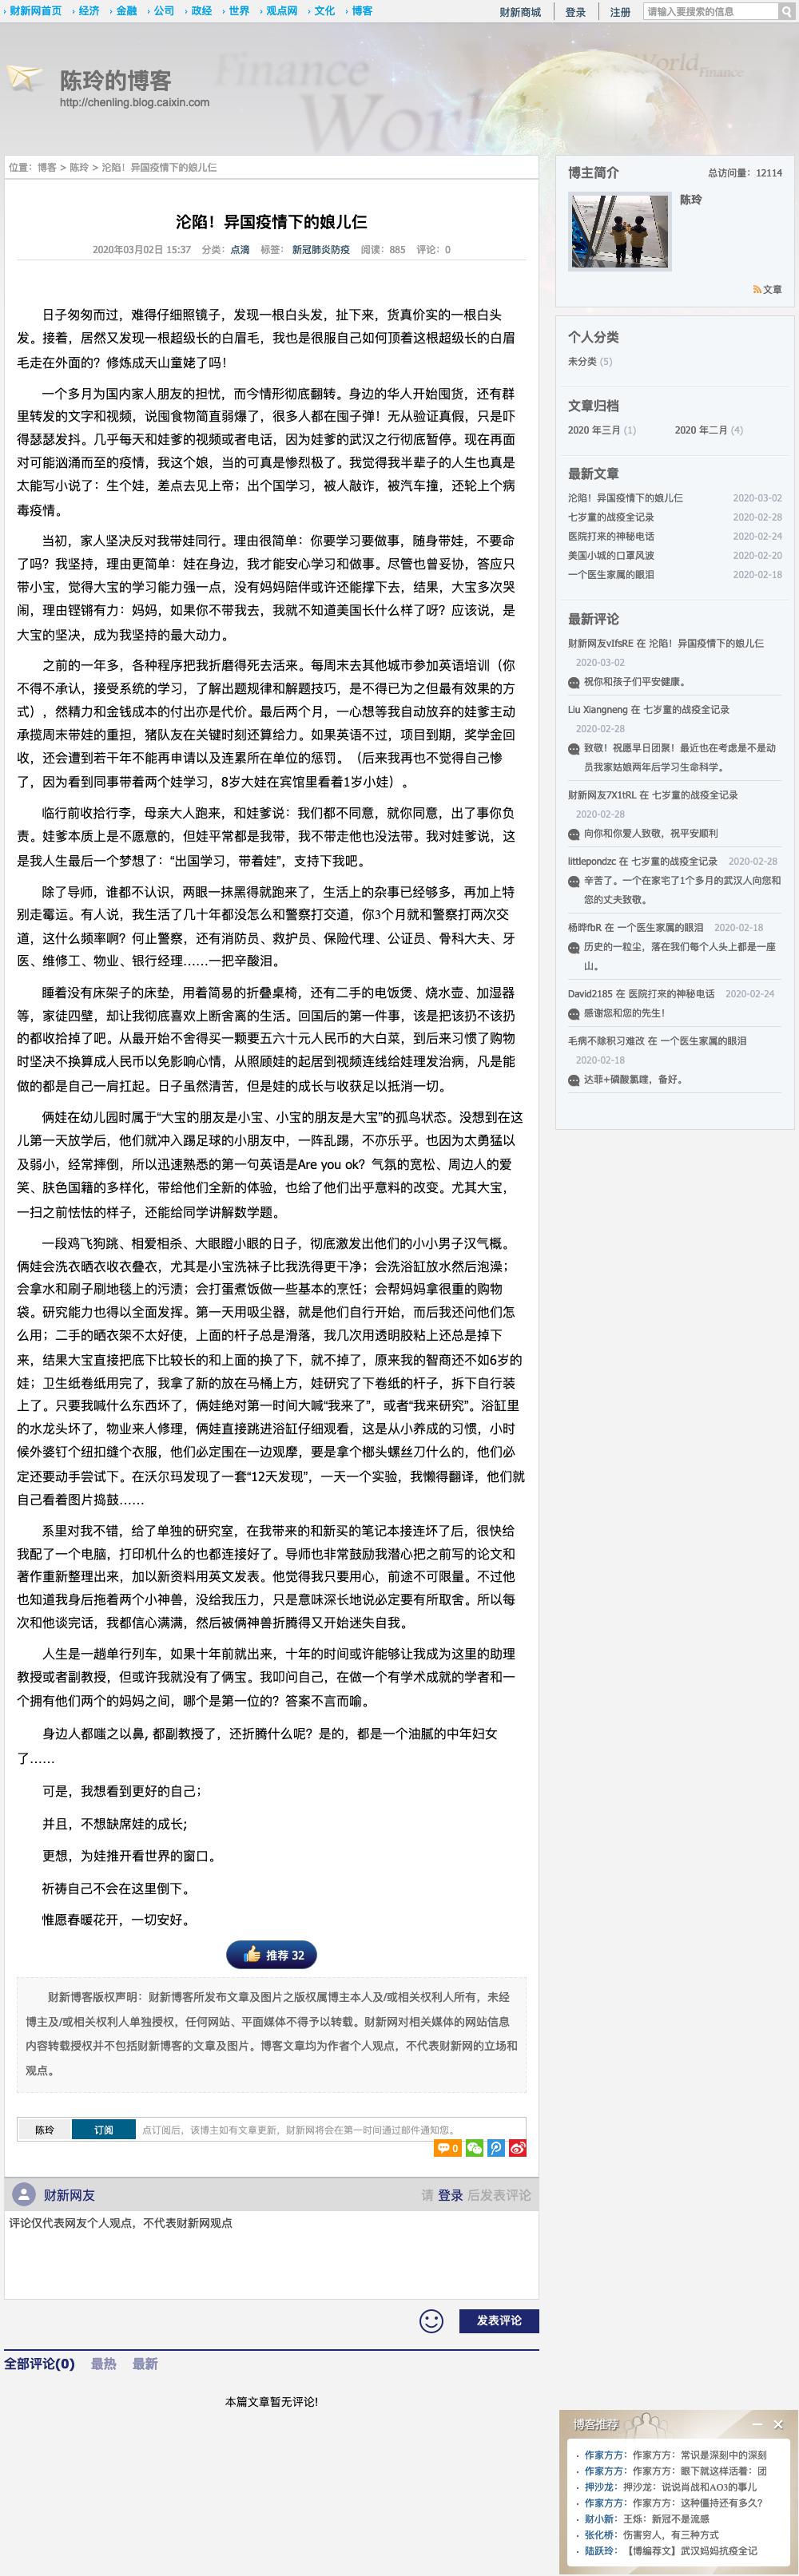 › 财新网首页 › 经济 › 金融 › 公司 › 政经 › 世界 › 观点网 › 文化 › 博客
财新商城 登录 注册 请输入要搜索的信息
陈玲的博客
http://chenling.blog.caixin.com
Finance
World
World
Finance
位置：博客 > 陈玲 > 沦陷！异国疫情下的娘儿仨
沦陷！异国疫情下的娘儿仨
2020年03月02日 15:37 分类：点滴 标签： 新冠肺炎防疫 阅读：885 评论：0
日子匆匆而过，难得仔细照镜子，发现一根白头发，扯下来，货真价实的一根白头
发。接着，居然又发现一根超级长的白眉毛，我也是很服自己如何顶着这根超级长的白眉
毛走在外面的？修炼成天山童姥了吗！
一个多月为国内家人朋友的担忧，而今情形彻底翻转。身边的华人开始囤货，还有群
里转发的文字和视频，说囤食物简直弱爆了，很多人都在囤子弹！无从验证真假，只是吓
得瑟瑟发抖。几乎每天和娃爹的视频或者电话，因为娃爹的武汉之行彻底暂停。现在再面
对可能汹涌而至的疫情，我这个娘，当的可真是惨烈极了。我觉得我半辈子的人生也真是
太能写小说了：生个娃，差点去见上帝；出个国学习，被人敲诈，被汽车撞，还轮上个病
毒疫情。
当初，家人坚决反对我带娃同行。理由很简单：你要学习要做事，随身带娃，不要命
了吗？我坚持，理由更简单：娃在身边，我才能安心学习和做事。尽管也曾妥协，答应只
带小宝，觉得大宝的学习能力强一点，没有妈妈陪伴或许还能撑下去，结果，大宝多次哭
闹，理由铿锵有力：妈妈，如果你不带我去，我就不知道美国长什么样了呀？应该说，是
大宝的坚决，成为我坚持的最大动力。
之前的一年多，各种程序把我折磨得死去活来。每周末去其他城市参加英语培训（你
不得不承认，接受系统的学习，了解出题规律和解题技巧，是不得已为之但最有效果的方
式），然精力和金钱成本的付出亦是代价。最后两个月，一心想等我自动放弃的娃爹主动
承揽周末带娃的重担，猪队友在关键时刻还算给力。如果英语不过，项目到期，奖学金回
收，还会遭到若干年不能再申请以及连累所在单位的惩罚。（后来我再也不觉得自己惨
了，因为看到同事带着两个娃学习，8岁大娃在宾馆里看着1岁小娃）。
临行前收拾行李，母亲大人跑来，和娃爹说：我们都不同意，就你同意，出了事你负
责。娃爹本质上是不愿意的，但娃平常都是我带，我不带走他也没法带。我对娃爹说，这
是我人生最后一个梦想了：“出国学习，带着娃”，支持下我吧。
除了导师，谁都不认识，两眼一抹黑得就跑来了，生活上的杂事已经够多，再加上特
别走霉运。有人说，我生活了几十年都没怎么和警察打交道，你3个月就和警察打两次交
道，这什么频率啊？何止警察，还有消防员、救护员、保险代理、公证员、骨科大夫、牙
医、维修工、物业、银行经理……一把辛酸泪。
睡着没有床架子的床垫，用着简易的折叠桌椅，还有二手的电饭煲、烧水壶、加湿器
等，家徒四壁，却让我彻底喜欢上断舍离的生活。回国后的第一件事，该是把该扔不该扔
的都收拾掉了吧。从最开始不舍得买一颗要五六十元人民币的大白菜，到后来习惯了购物
时坚决不换算成人民币以免影响心情，从照顾娃的起居到视频连线给娃理发治病，凡是能
做的都是自己一肩扛起。日子虽然清苦，但是娃的成长与收获足以抵消一切。
俩娃在幼儿园时属于“大宝的朋友是小宝、小宝的朋友是大宝”的孤鸟状态。没想到在这
儿第一天放学后，他们就冲入踢足球的小朋友中，一阵乱踢，不亦乐乎。也因为太勇猛以
及弱小，经常摔倒，所以迅速熟悉的第一句英语是Are you ok？气氛的宽松、周边人的爱
笑、肤色国籍的多样化，带给他们全新的体验，也给了他们出乎意料的改变。尤其大宝，
一扫之前怯怯的样子，还能给同学讲解数学题。
一段鸡飞狗跳、相爱相杀、大眼瞪小眼的日子，彻底激发出他们的小小男子汉气概。
俩娃会洗衣晒衣收衣叠衣，尤其是小宝洗袜子比我洗得更干净；会洗浴缸放水然后泡澡；
会拿水和刷子刷地毯上的污渍；会打蛋煮饭做一些基本的烹饪；会帮妈妈拿很重的购物
袋。研究能力也得以全面发挥。第一天用吸尘器，就是他们自行开始，而后我还问他们怎
么用；二手的晒衣架不太好使，上面的杆子总是滑落，我几次用透明胶粘上还总是掉下
来，结果大宝直接把底下比较长的和上面的换了下，就不掉了，原来我的智商还不如6岁的
娃；卫生纸卷纸用完了，我拿了新的放在马桶上方，娃研究了下卷纸的杆子，拆下自行装
上了。只要我喊什么东西坏了，俩娃绝对第一时间大喊“我来了”，或者“我来研究”。浴缸里
的水龙头坏了，物业来人修理，俩娃直接跳进浴缸仔细观看，这是从小养成的习惯，小时
候外婆钉个纽扣缝个衣服，他们必定围在一边观摩，要是拿个榔头螺丝刀什么的，他们必
定还要动手尝试下。在沃尔玛发现了一套“12天发现”，一天一个实验，我懒得翻译，他们就
自己看着图片捣鼓……
系里对我不错，给了单独的研究室，在我带来的和新买的笔记本接连坏了后，很快给
我配了一个电脑，打印机什么的也都连接好了。导师也非常鼓励我潜心把之前写的论文和
著作重新整理出来，加以新资料用英文发表。他觉得我只要用心，前途不可限量。不过他
也知道我身后拖着两个小神兽，没给我压力，只是意味深长地说必定要有所取舍。所以每
次和他谈完话，我都信心满满，然后被俩神兽折腾得又开始迷失自我。
人生是一趟单行列车，如果十年前就出来，十年的时间或许能够让我成为这里的助理
教授或者副教授，但或许我就没有了俩宝。我叩问自己，在做一个有学术成就的学者和一
个拥有他们两个的妈妈之间，哪个是第一位的？答案不言而喻。
身边人都嗤之以鼻, 都副教授了，还折腾什么呢？是的，都是一个油腻的中年妇女
了……
可是，我想看到更好的自己；
并且，不想缺席娃的成长；
更想，为娃推开看世界的窗口。
祈祷自己不会在这里倒下。
惟愿春暖花开，一切安好。
推荐 32
财新博客版权声明：财新博客所发布文章及图片之版权属博主本人及/或相关权利人所有，未经
博主及/或相关权利人单独授权，任何网站、平面媒体不得予以转载。财新网对相关媒体的网站信息
内容转载授权并不包括财新博客的文章及图片。博客文章均为作者个人观点，不代表财新网的立场和
观点。
陈玲 订阅 点订阅后，该博主如有文章更新，财新网将会在第一时间通过邮件通知您。
0
财新网友 请 登录 后发表评论
评论仅代表网友个人观点，不代表财新网观点
发表评论
全部评论(0) 最热 最新
本篇文章暂无评论!
博主简介 总访问量：12114
陈玲
文章
个人分类
未分类 (5)
文章归档
2020 年三月 (1) 2020 年二月 (4)
最新文章
沦陷！异国疫情下的娘儿仨 2020-03-02
七岁童的战疫全记录 2020-02-28
医院打来的神秘电话 2020-02-24
美国小城的口罩风波 2020-02-20
一个医生家属的眼泪 2020-02-18
最新评论
财新网友vIfsRE 在 沦陷！异国疫情下的娘儿仨
2020-03-02
祝你和孩子们平安健康。
Liu Xiangneng 在 七岁童的战疫全记录
2020-02-28
致敬！祝愿早日团聚！最近也在考虑是不是动
员我家姑娘两年后学习生命科学。
财新网友7X1tRL 在 七岁童的战疫全记录
2020-02-28
向你和你爱人致敬，祝平安顺利
littlepondzc 在 七岁童的战疫全记录 2020-02-28
辛苦了。一个在家宅了1个多月的武汉人向您和
您的丈夫致敬。
杨晔fbR 在 一个医生家属的眼泪 2020-02-18
历史的一粒尘，落在我们每个人头上都是一座
山。
David2185 在 医院打来的神秘电话 2020-02-24
感谢您和您的先生！
毛病不除积习难改 在 一个医生家属的眼泪
2020-02-18
达菲+磷酸氯喹，备好。
博客推荐
· 作家方方：作家方方：常识是深刻中的深刻
· 作家方方：作家方方：眼下就这样活着：团
· 押沙龙：押沙龙：说说肖战和AO3的事儿
· 作家方方：作家方方：这种僵持还有多久？
· 财小新：王烁：新冠不是流感
· 张化桥：伤害穷人，有三种方式
· 陆跃玲：【博编荐文】武汉妈妈抗疫全记